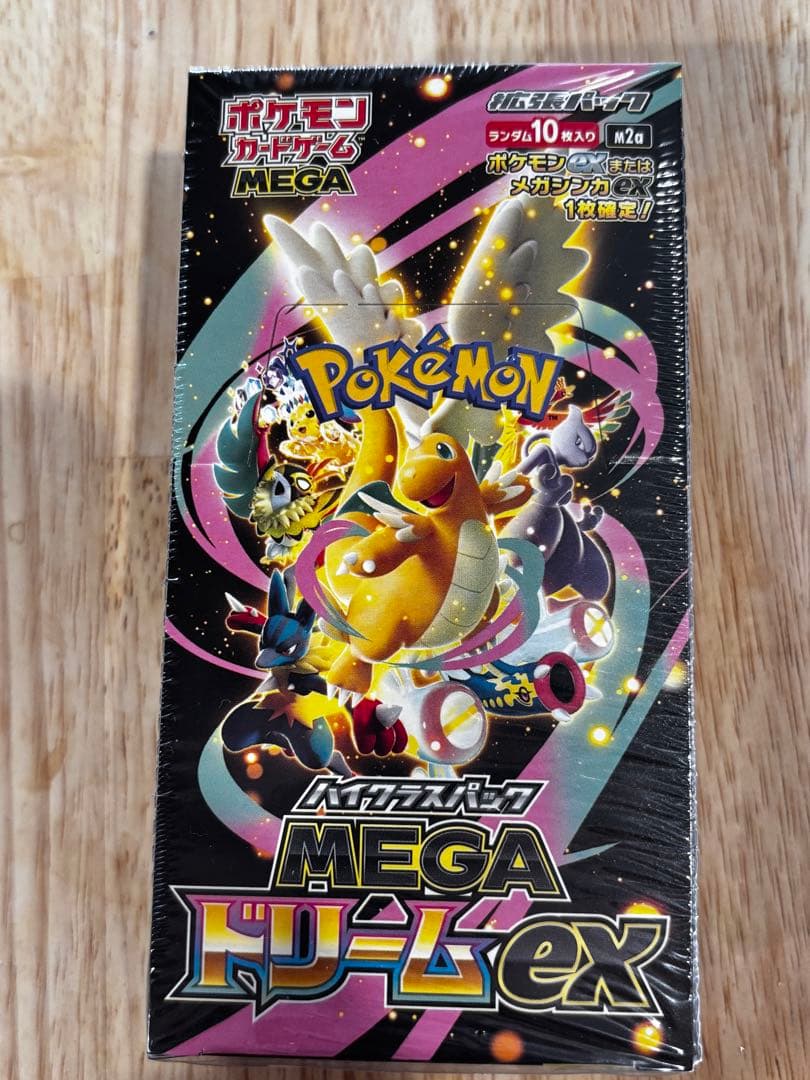 ポケモン
カードゲーム™
MEGA
拡張パック
ランダム10枚入り M2a
ポケモンexまたは
メガシンカex
1枚確定!
POKÉMON™
ハイクラスパック
MEGA
ドリームex